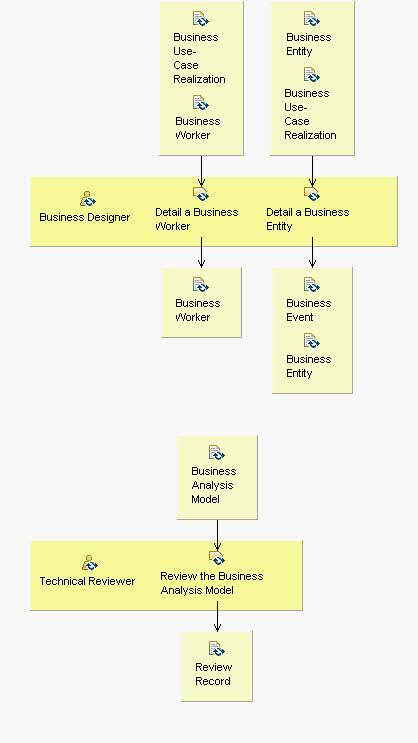 Business
Use-
Case
Realization
Business
Worker
Business
Entity
Business
Use-
Case
Realization
Business Designer
Detail a Business
Worker
Detail a Business
Entity
Business
Worker
Business
Event
Business
Entity
Business
Analysis
Model
Technical Reviewer
Review the Business
Analysis Model
Review
Record